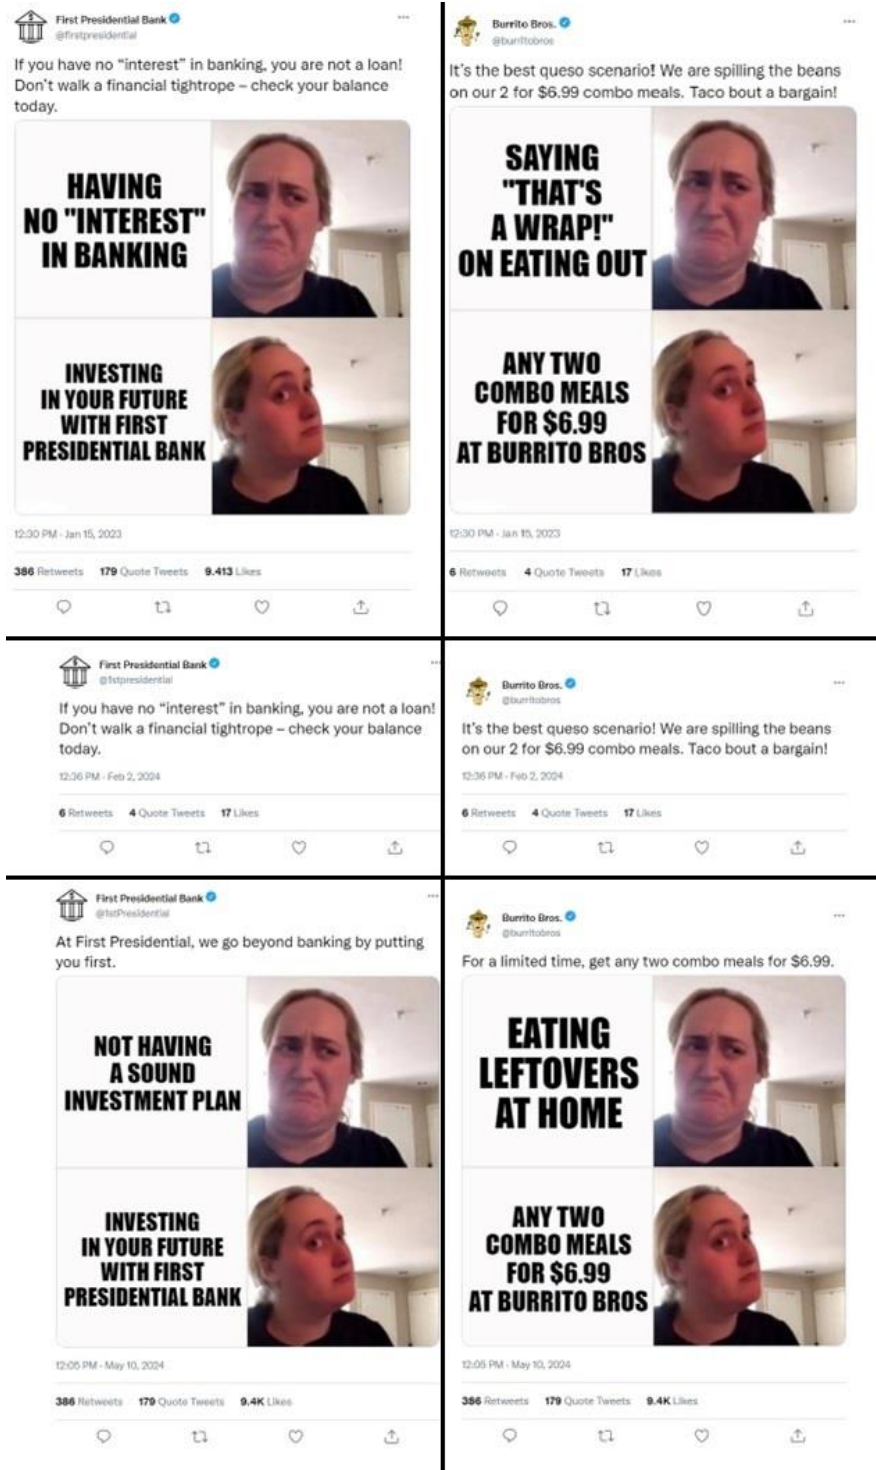 First Presidential Bank
@firstpresidential
If you have no “interest” in banking, you are not a loan!
Don’t walk a financial tightrope – check your balance
today.
HAVING
NO "INTEREST"
IN BANKING
INVESTING
IN YOUR FUTURE
WITH FIRST
PRESIDENTIAL BANK
12:30 PM - Jan 15, 2023
386 Retweets 179 Quote Tweets 9.413 Likes
Burrito Bros.
@burritobros
It’s the best queso scenario! We are spilling the beans
on our 2 for $6.99 combo meals. Taco bout a bargain!
SAYING
"THAT'S
A WRAP!"
ON EATING OUT
ANY TWO
COMBO MEALS
FOR $6.99
AT BURRITO BROS
12:30 PM - Jan 15, 2023
6 Retweets 4 Quote Tweets 17 Likes
First Presidential Bank
@1stpresidential
If you have no “interest” in banking, you are not a loan!
Don’t walk a financial tightrope – check your balance
today.
12:36 PM - Feb 2, 2024
6 Retweets 4 Quote Tweets 17 Likes
Burrito Bros.
@burritobros
It’s the best queso scenario! We are spilling the beans
on our 2 for $6.99 combo meals. Taco bout a bargain!
12:36 PM - Feb 2, 2024
6 Retweets 4 Quote Tweets 17 Likes
First Presidential Bank
@1stPresidential
At First Presidential, we go beyond banking by putting
you first.
NOT HAVING
A SOUND
INVESTMENT PLAN
INVESTING
IN YOUR FUTURE
WITH FIRST
PRESIDENTIAL BANK
12:05 PM - May 10, 2024
386 Retweets 179 Quote Tweets 9.4K Likes
Burrito Bros.
@burritobros
For a limited time, get any two combo meals for $6.99.
EATING
LEFTOVERS
AT HOME
ANY TWO
COMBO MEALS
FOR $6.99
AT BURRITO BROS
12:05 PM - May 10, 2024
386 Retweets 179 Quote Tweets 9.4K Likes